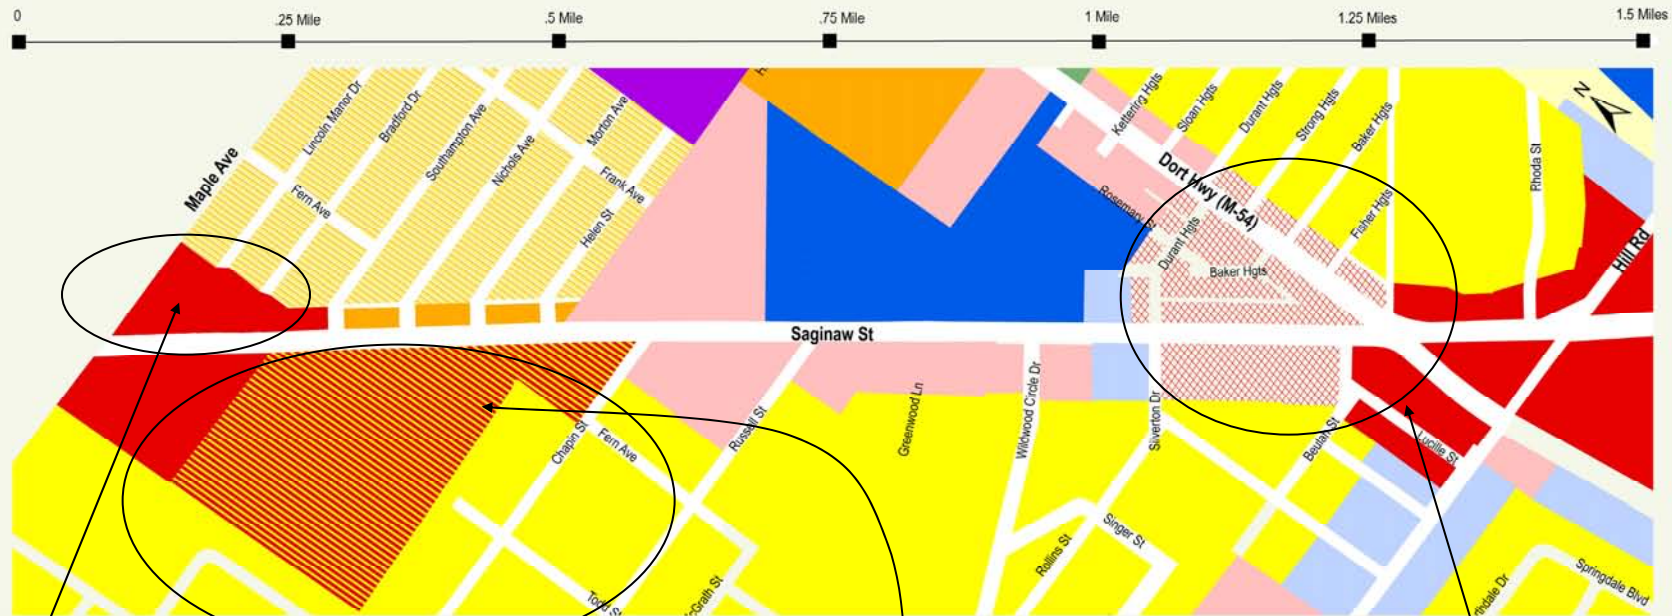 0
.25 Mile
.5 Mile
.75 Mile
1 Mile
1.25 Miles
1.5 Miles
N
Maple Ave
Lincoln Manor Dr
Bradford Dr
Southampton Ave
Nichols Ave
Morton Ave
Fern Ave
Frank Ave
Helen St
H
Kettering Hgts
Sloan Hgts
Durant Hgts
Strong Hgts
Baker Hgts
Fisher Hgts
Dort Hwy (M-54)
Rosemary St
Durant Hgts
Baker Hgts
Rhoda St
Hill Rd
Saginaw St
Chapin St
Fern Ave
Russell St
Greenwood Ln
Wildwood Circle Dr
Silverton Dr
Beulah St
Lucille St
Singer St
Rollins St
Todd St
cGrath St
Springdale Blvd